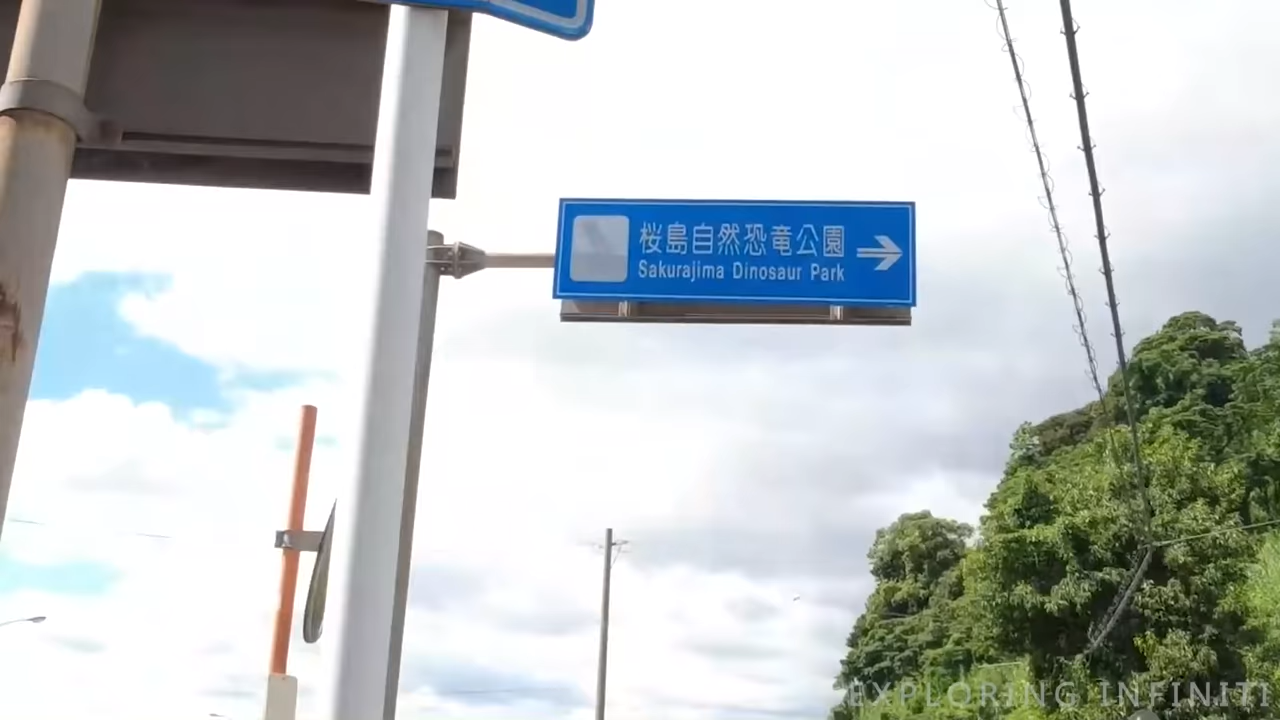 桜島自然恐竜公園
Sakurajima Dinosaur Park
EXPLORING INFINITI